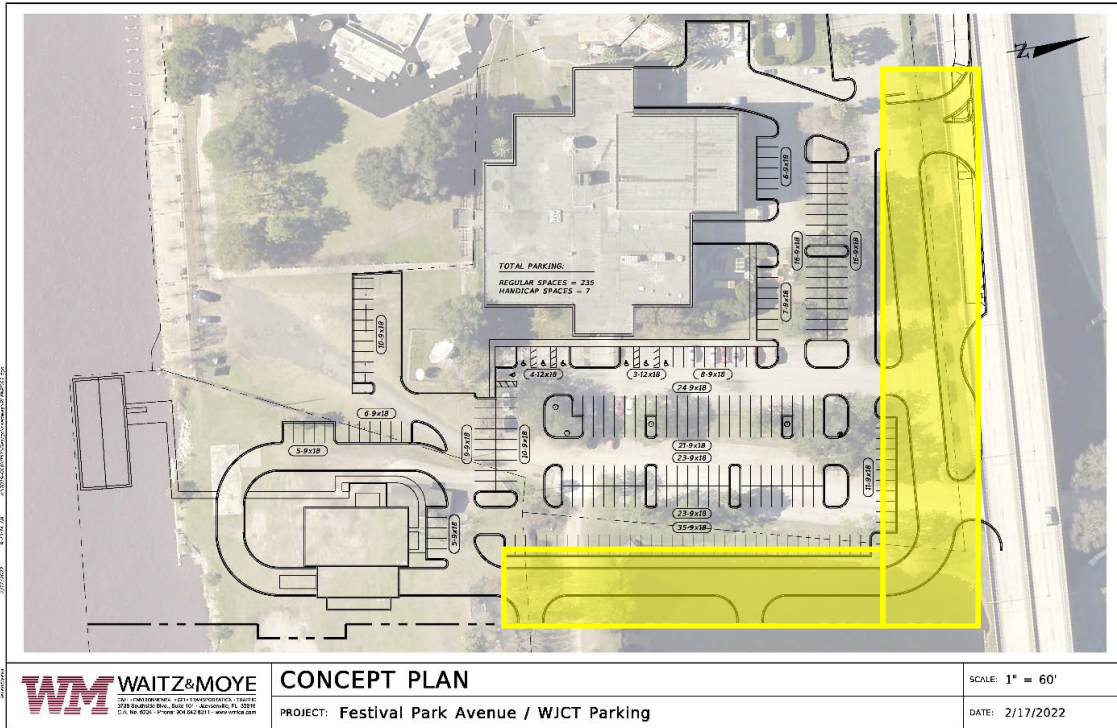 Z
6-9x18
16-9x18
16-9x18
TOTAL PARKING:
REGULAR SPACES = 235
HANDICAP SPACES = 7
7-9x18
10-9x18
4-12x18
3-12x18
8-9x18
24-9x18
6-9x18
5-9x18
9-9x18
10-9x18
21-9x18
23-9x18
11-9x18
23-9x18
35-9x18
5-9x18
WM WAITZ&MOYE
CONCEPT PLAN
SCALE: 1" = 60'
PROJECT: Festival Park Avenue / WJCT Parking
DATE: 2/17/2022